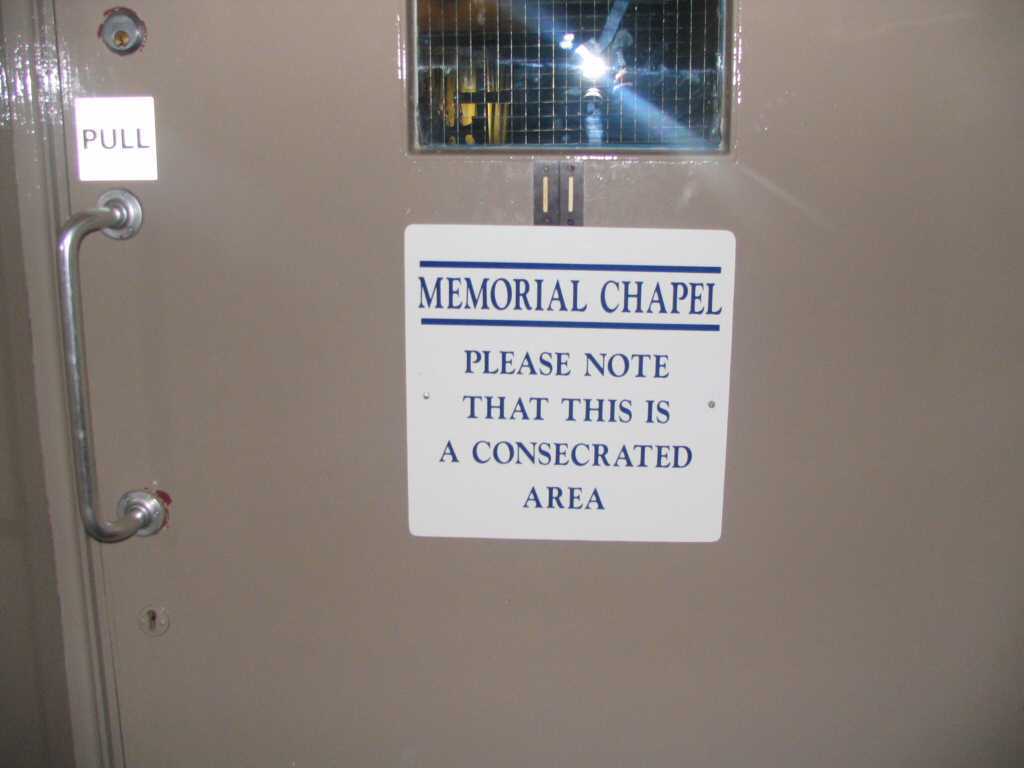 PULL
MEMORIAL CHAPEL
PLEASE NOTE
THAT THIS IS
A CONSECRATED
AREA